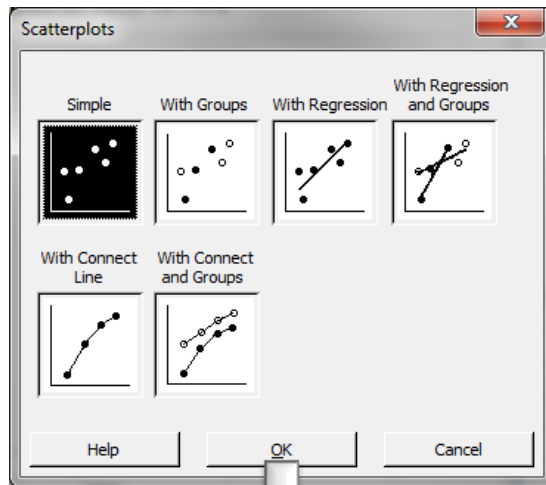 Scatterplots
Simple
With Groups
With Regression
With Regression
and Groups
With Connect
Line
With Connect
and Groups
Help
OK
Cancel